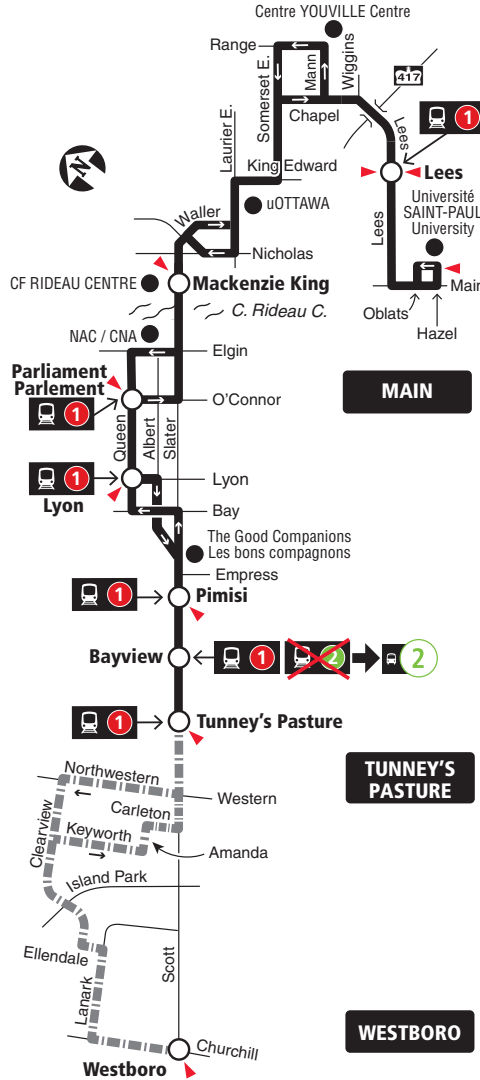 Centre YOUVILLE Centre
Range
Mann
Wiggins
417
Somerset E.
Chapel
Lees
1
Laurier E.
King Edward
Lees
N
uOTTAWA
Université
SAINT-PAUL
University
Waller
Lees
Nicholas
CF RIDEAU CENTRE
Mackenzie King
Main
Oblats
C. Rideau C.
Hazel
NAC / CNA
Elgin
Parliament
Parlement
MAIN
1
O'Connor
Queen
Albert
Slater
1
Lyon
Lyon
Bay
The Good Companions
Les bons compagnons
Empress
1
Pimisi
Bayview
1
2
2
1
Tunney's Pasture
TUNNEY'S
PASTURE
Northwestern
Western
Carleton
Clearview
Keyworth
Amanda
Island Park
Ellendale
Scott
Lanark
WESTBORO
Churchill
Westboro